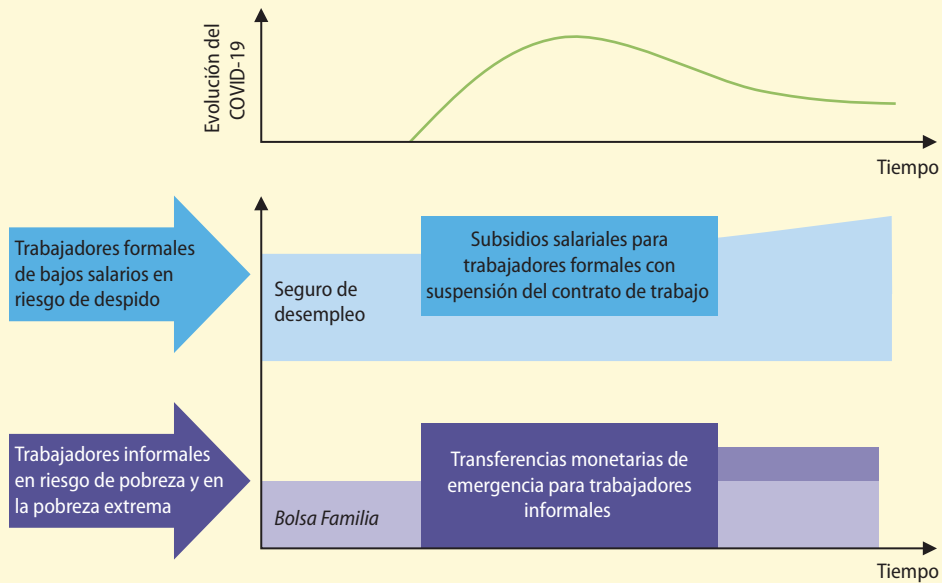 Evolución del
COVID-19
Tiempo
Trabajadores formales
de bajos salarios en
riesgo de despido
Seguro de
desempleo
Subsidios salariales para
trabajadores formales con
suspensión del contrato de trabajo
Trabajadores informales
en riesgo de pobreza y en
la pobreza extrema
Bolsa Familia
Transferencias monetarias de
emergencia para trabajadores
informales
Tiempo